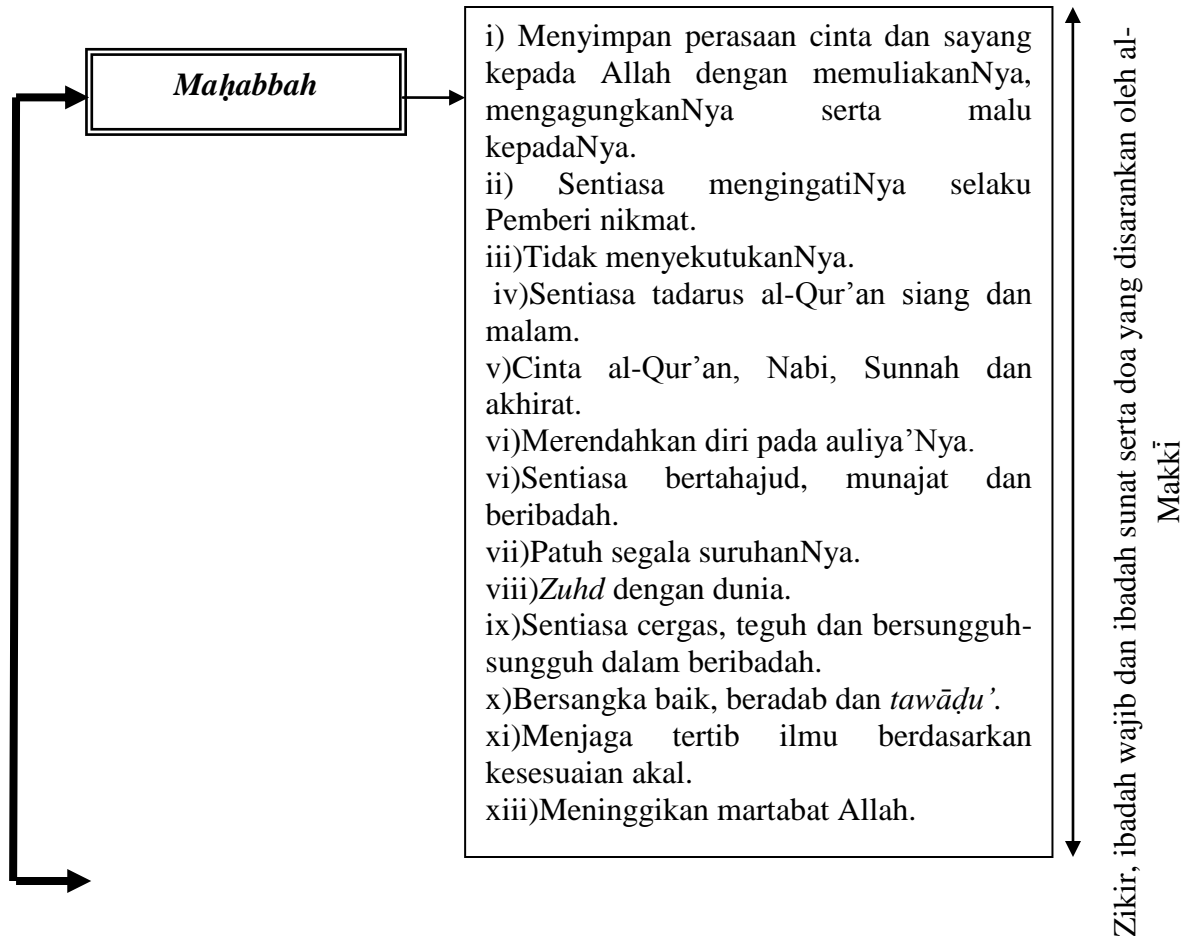 Maḥabbah
i) Menyimpan perasaan cinta dan sayang
kepada Allah dengan memuliakanNya,
mengagungkanNya serta malu
kepadaNya.
ii) Sentiasa mengingatiNya selaku
Pemberi nikmat.
iii)Tidak menyekutukanNya.
iv)Sentiasa tadarus al-Qur’an siang dan
malam.
v)Cinta al-Qur’an, Nabi, Sunnah dan
akhirat.
vi)Merendahkan diri pada auliya’Nya.
vi)Sentiasa bertahajud, munajat dan
beribadah.
vii)Patuh segala suruhanNya.
viii)Zuhd dengan dunia.
ix)Sentiasa cergas, teguh dan bersungguh-
sungguh dalam beribadah.
x)Bersangka baik, beradab dan tawāḍu’.
xi)Menjaga tertib ilmu berdasarkan
kesesuaian akal.
xiii)Meninggikan martabat Allah.
Zikir, ibadah wajib dan ibadah sunat serta doa yang disarankan oleh al-
Makkī